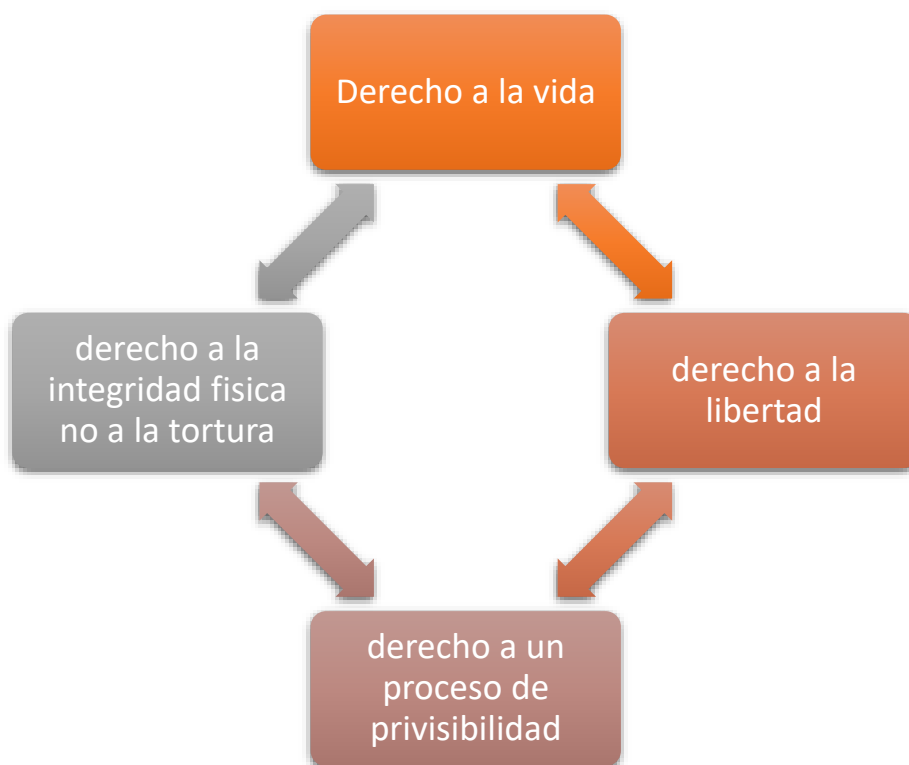 Derecho a la vida
derecho a la
integridad fisica
no a la tortura
derecho a la
libertad
derecho a un
proceso de
privisibilidad